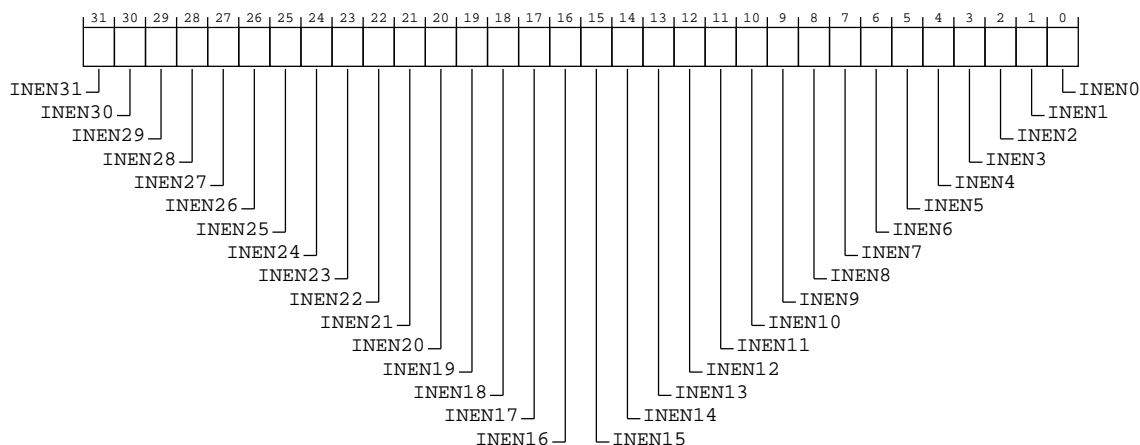 31 30 29 28 27 26 25 24 23 22 21 20 19 18 17 16 15 14 13 12 11 10 9 8 7 6 5 4 3 2 1 0
INEN31 INEN0
INEN30 INEN1
INEN29 INEN2
INEN28 INEN3
INEN27 INEN4
INEN26 INEN5
INEN25 INEN6
INEN24 INEN7
INEN23 INEN8
INEN22 INEN9
INEN21 INEN10
INEN20 INEN11
INEN19 INEN12
INEN18 INEN13
INEN17 INEN14
INEN16 INEN15